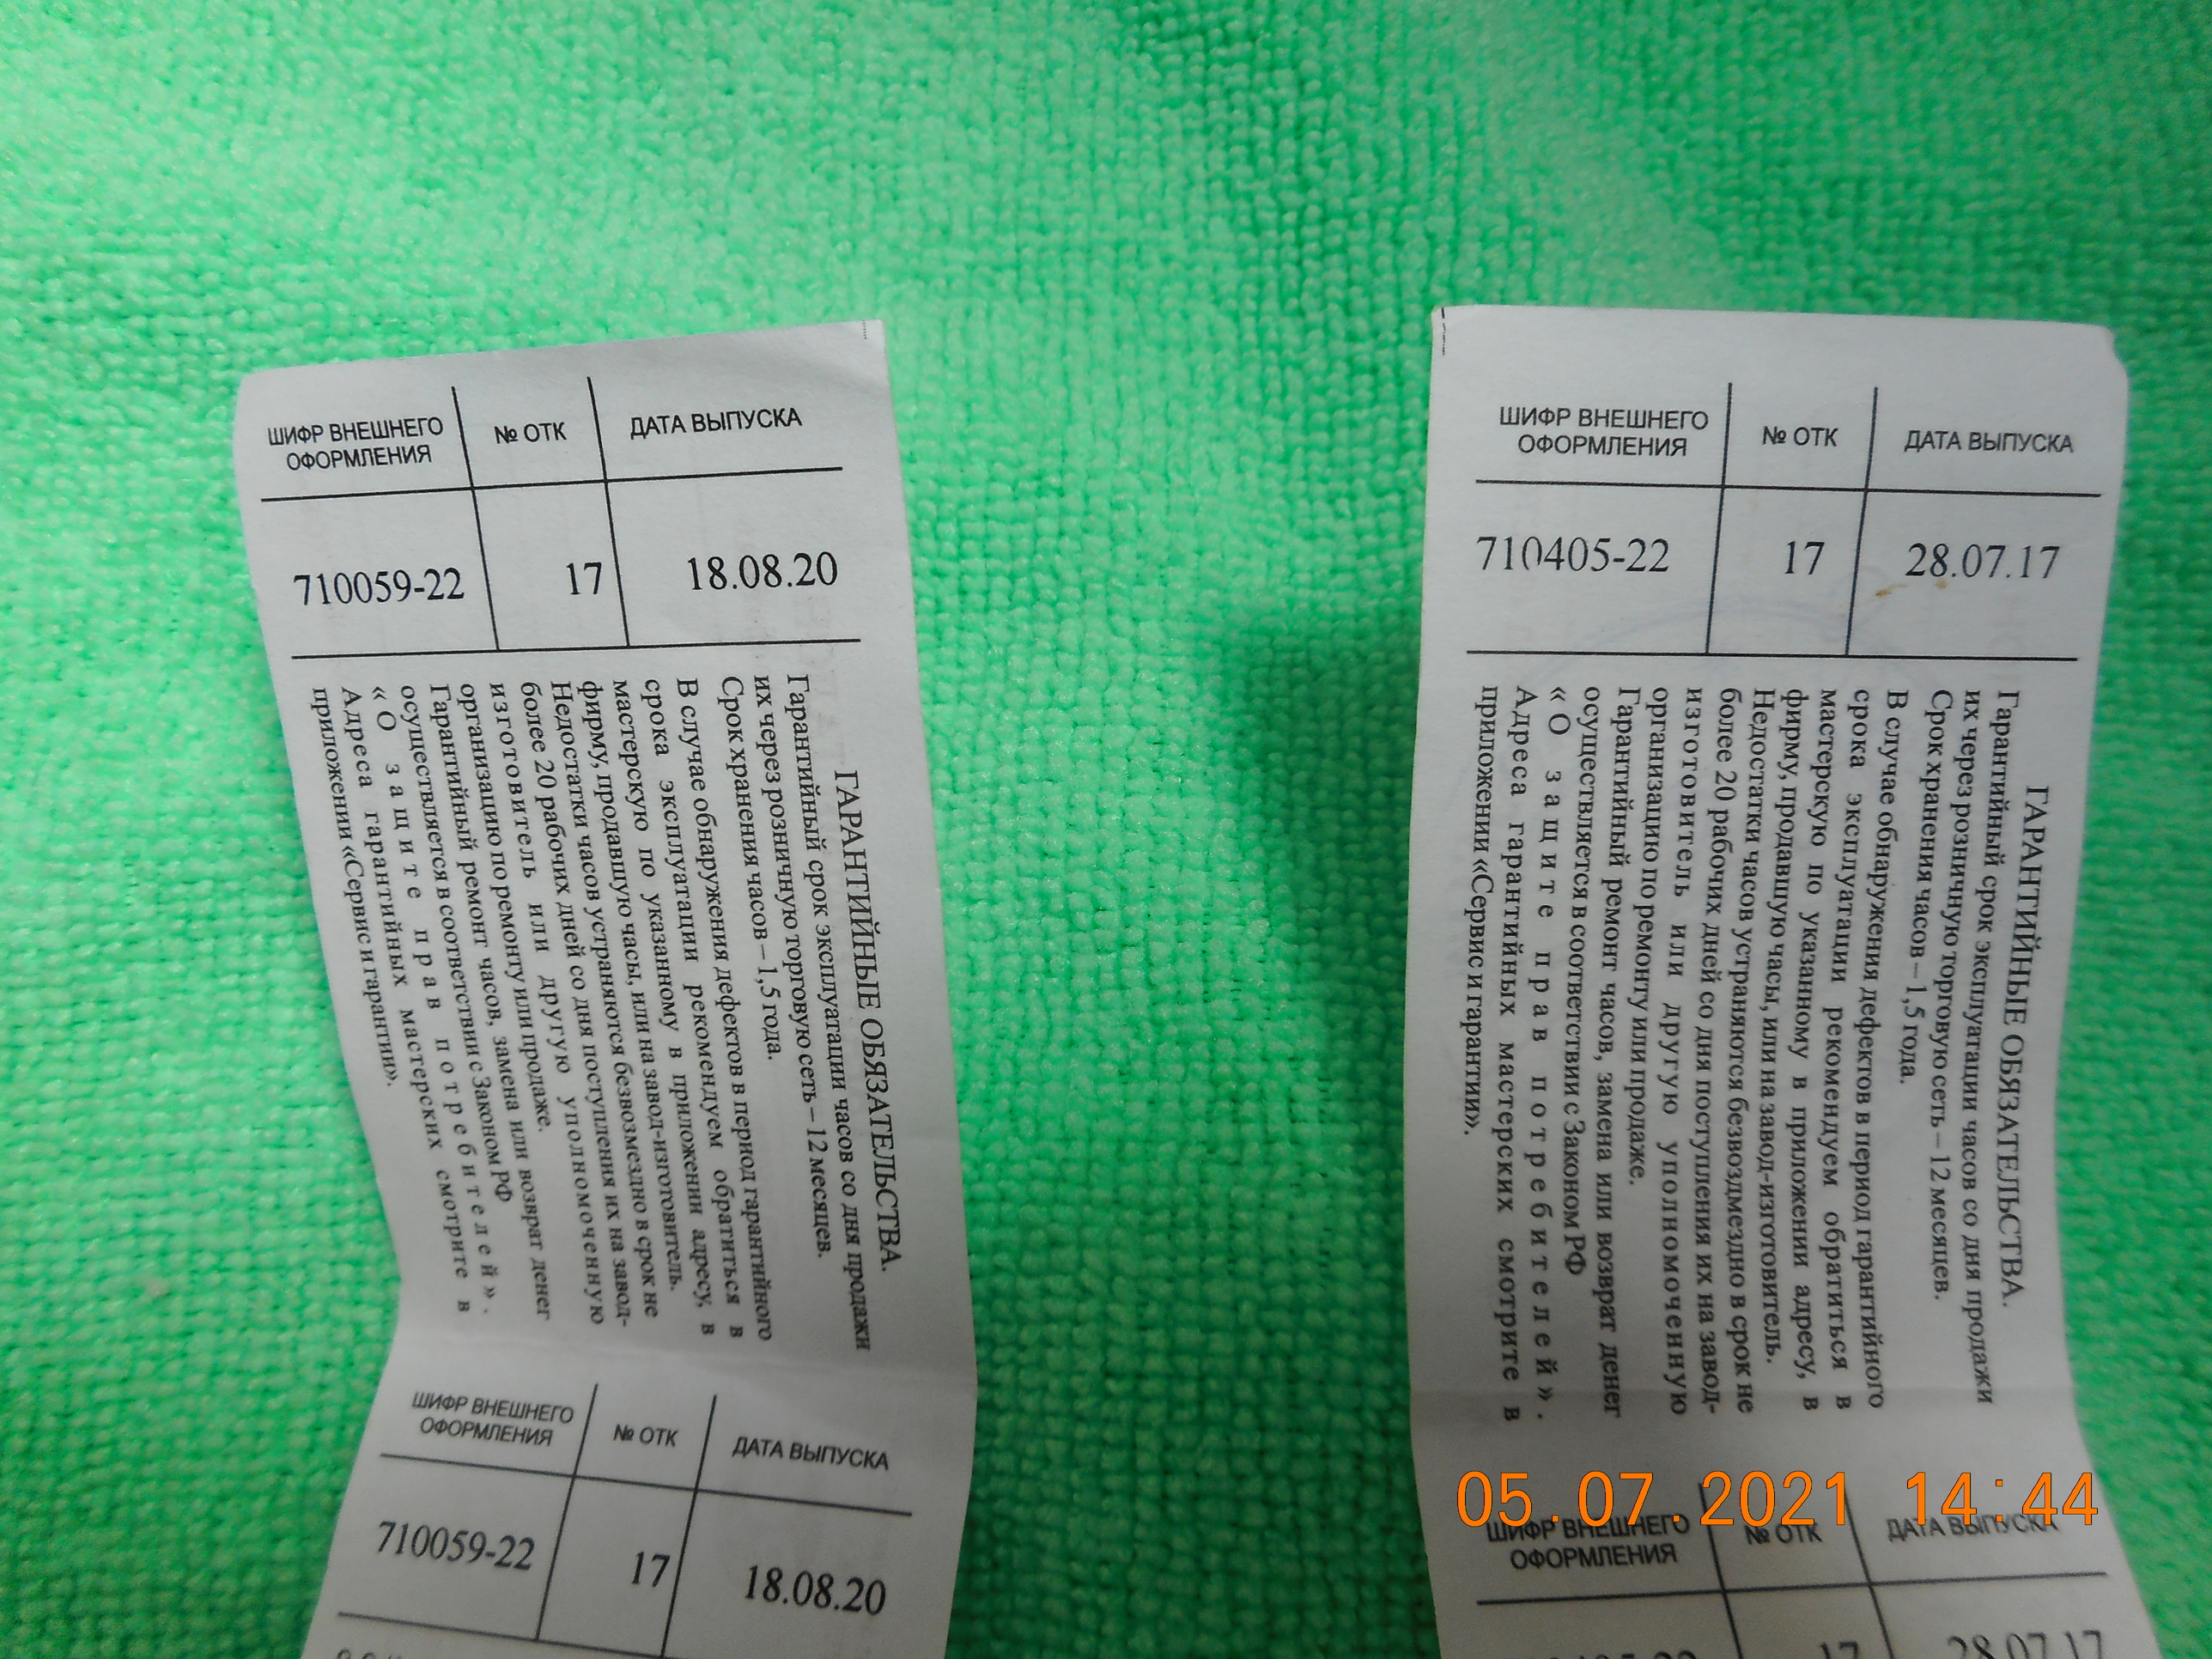 ШИФР ВНЕШНЕГО ОФОРМЛЕНИЯ № ОТК ДАТА ВЫПУСКА
710059-22 17 18.08.20
ГАРАНТИЙНЫЕ ОБЯЗАТЕЛЬСТВА.
Гарантийный срок эксплуатации часов со дня продажи
их через розничную торговую сеть – 12 месяцев.
Срок хранения часов – 1,5 года.
В случае обнаружения дефектов в период гарантийного
срока эксплуатации рекомендуем обратиться в
мастерскую по указанному в приложении адресу, в
фирму, продавшую часы, или на завод-изготовитель.
Недостатки часов устраняются безвозмездно в срок не
более 20 рабочих дней со дня поступления их на завод-
изготовитель или другую уполномоченную
организацию по ремонту или продаже.
Гарантийный ремонт часов, замена или возврат денег
осуществляется в соответствии с Законом РФ
« О защите прав потребителей».
Адреса гарантийных мастерских смотрите в
приложении «Сервис и гарантии».
ШИФР ВНЕШНЕГО ОФОРМЛЕНИЯ № ОТК ДАТА ВЫПУСКА
710059-22 17 18.08.20
ШИФР ВНЕШНЕГО ОФОРМЛЕНИЯ № ОТК ДАТА ВЫПУСКА
710405-22 17 28.07.17
ГАРАНТИЙНЫЕ ОБЯЗАТЕЛЬСТВА.
Гарантийный срок эксплуатации часов со дня продажи
их через розничную торговую сеть – 12 месяцев.
Срок хранения часов – 1,5 года.
В случае обнаружения дефектов в период гарантийного
срока эксплуатации рекомендуем обратиться в
мастерскую по указанному в приложении адресу, в
фирму, продавшую часы, или на завод-изготовитель.
Недостатки часов устраняются безвозмездно в срок не
более 20 рабочих дней со дня поступления их на завод-
изготовитель или другую уполномоченную
организацию по ремонту или продаже.
Гарантийный ремонт часов, замена или возврат денег
осуществляется в соответствии с Законом РФ
« О защите прав потребителей».
Адреса гарантийных мастерских смотрите в
приложении «Сервис и гарантии».
05.07.2021 14:44
ШИФР ВНЕШНЕГО ОФОРМЛЕНИЯ № ОТК ДАТА ВЫПУСКА
17 28.07.17